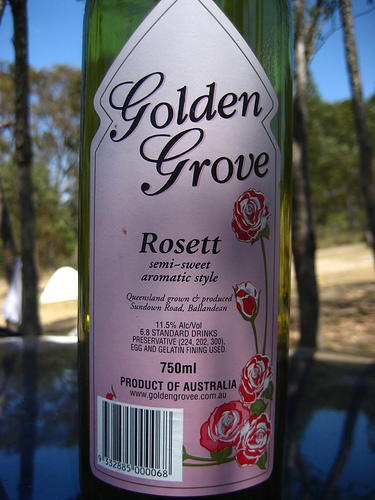 Golden
Grove
Rosett
semi-sweet
aromatic style
Queensland grown & produced
Sundown Road, Ballandean
11.5% Alc/Vol
6.8 STANDARD DRINKS
PRESERVATIVE (224, 202, 300),
EGG AND GELATIN FINING USED.
750ml
PRODUCT OF AUSTRALIA
www.goldengrovee.com.au
9 332885 000068